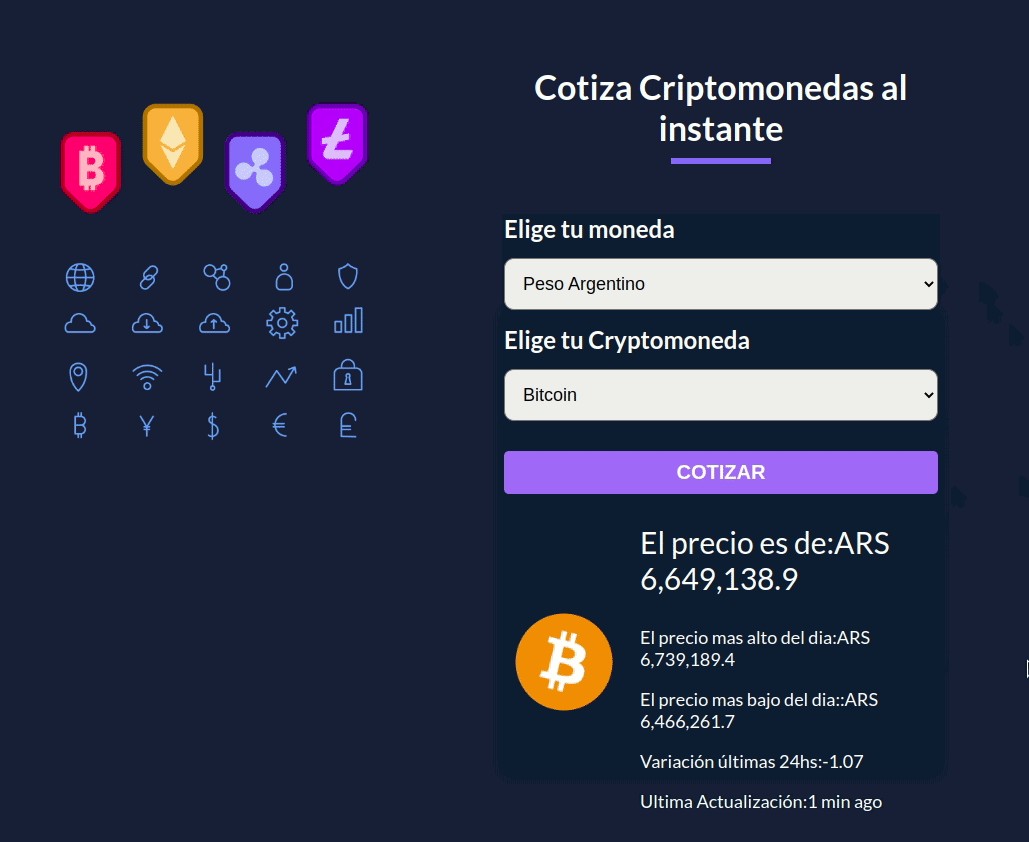 Cotiza Criptomonedas al
instante
Elige tu moneda
Peso Argentino
Elige tu Cryptomoneda
Bitcoin
COTIZAR
El precio es de:ARS
6,649,138.9
El precio mas alto del dia:ARS
6,739,189.4
El precio mas bajo del dia::ARS
6,466,261.7
Variación últimas 24hs:-1.07
Ultima Actualización:1 min ago